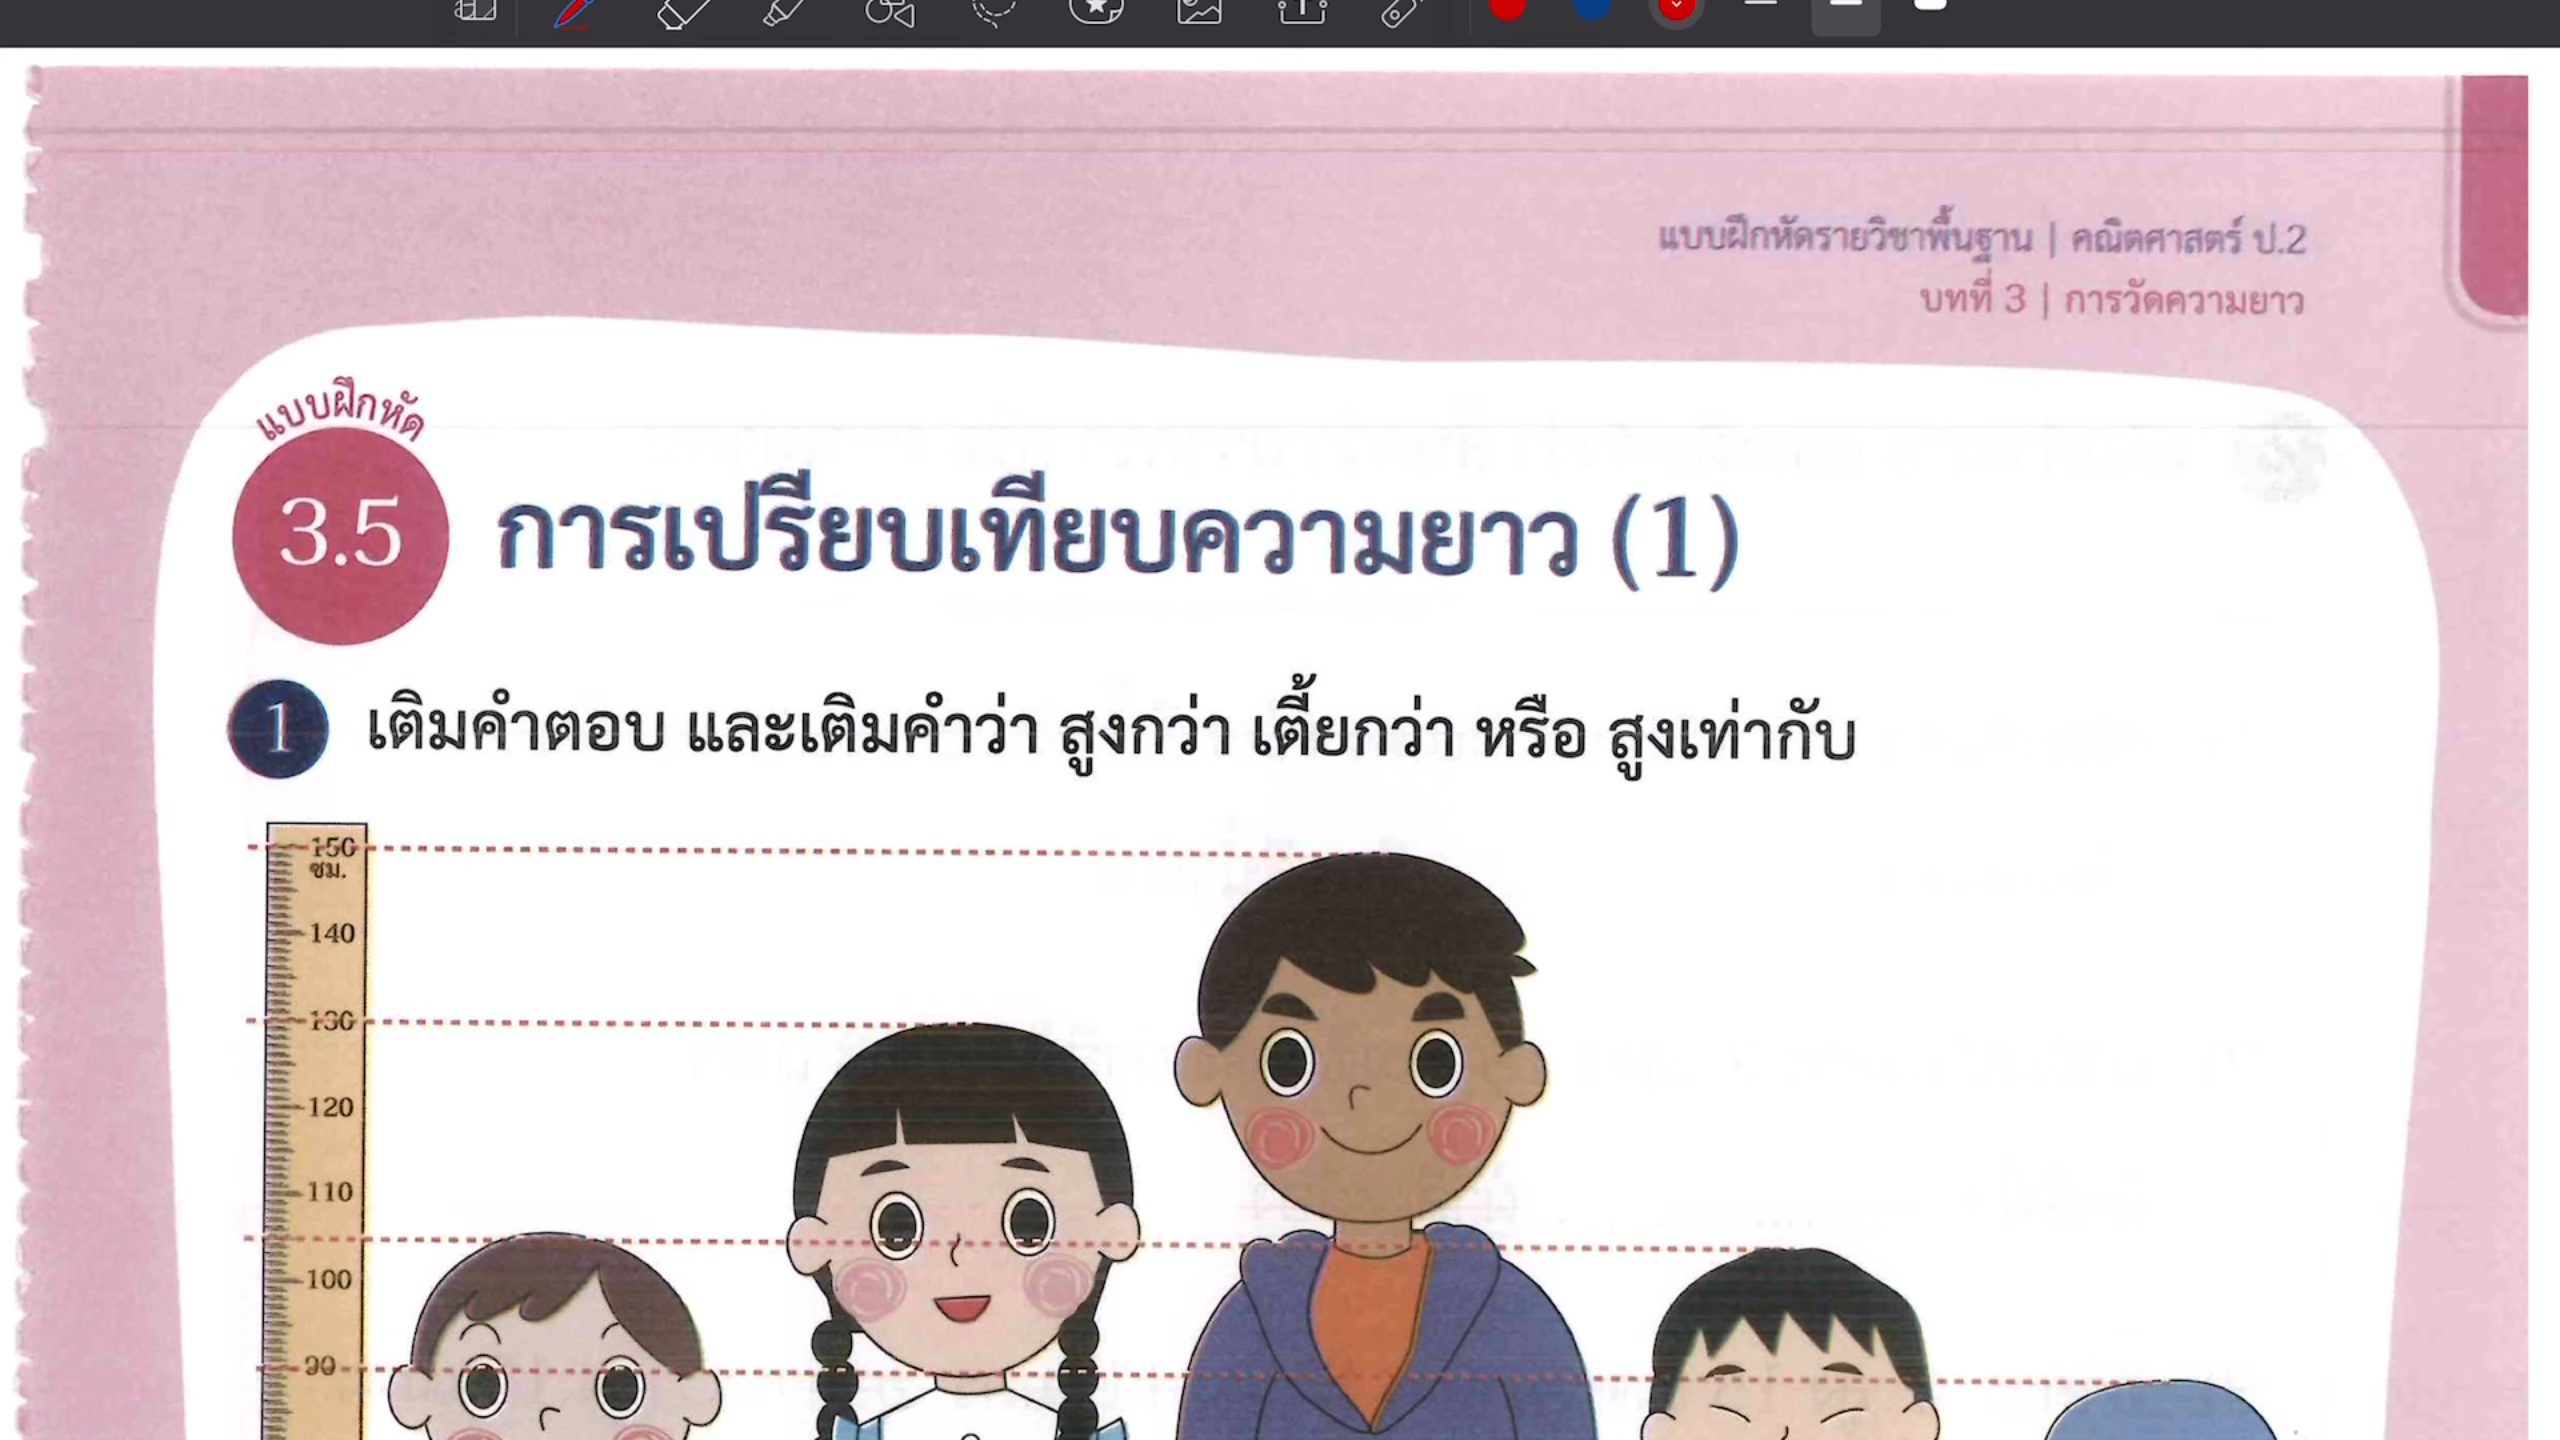 แบบฝึกหัดรายวิชาพื้นฐาน | คณิตศาสตร์ ป.2
บทที่ 3 | การวัดความยาว
แบบฝึกหัด
3.5 การเปรียบเทียบความยาว (1)
1 เติมคำตอบ และเติมคำว่า สูงกว่า เตี้ยกว่า หรือ สูงเท่ากับ
150
ซม.
140
130
120
110
100
90